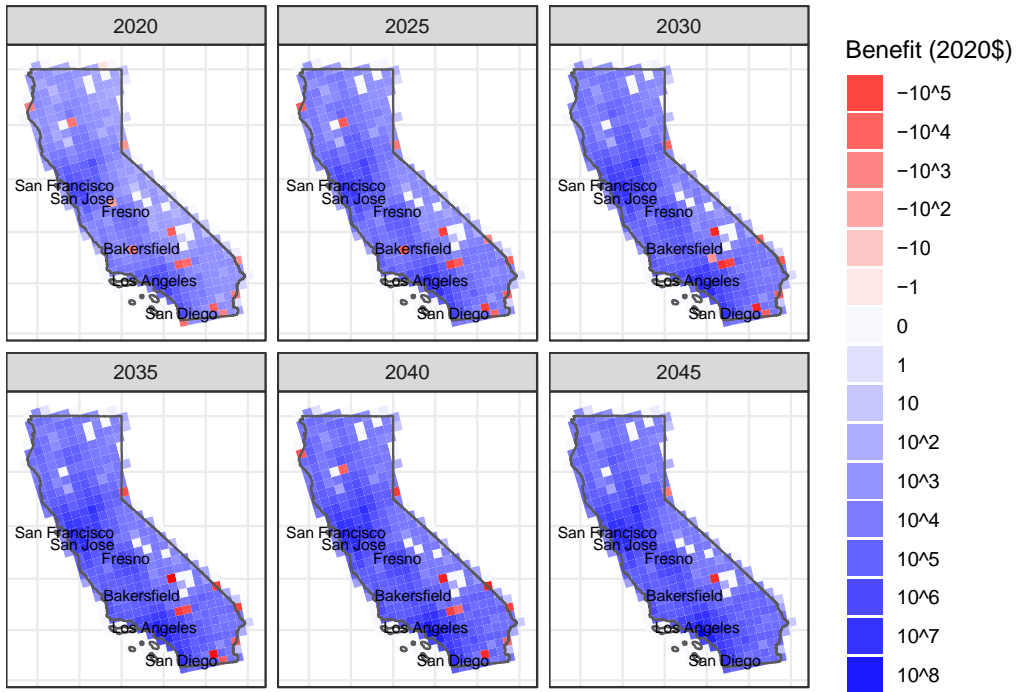 2020
2025
2030
Benefit (2020$)
San Francisco
San Jose
Fresno
Bakersfield
Los Angeles
San Diego
San Francisco
San Jose
Fresno
Bakersfield
Los Angeles
San Diego
San Francisco
San Jose
Fresno
Bakersfield
Los Angeles
San Diego
2035
2040
2045
San Francisco
San Jose
Fresno
Bakersfield
Los Angeles
San Diego
San Francisco
San Jose
Fresno
Bakersfield
Los Angeles
San Diego
San Francisco
San Jose
Fresno
Bakersfield
Los Angeles
San Diego
−10^5
−10^4
−10^3
−10^2
−10
−1
0
1
10
10^2
10^3
10^4
10^5
10^6
10^7
10^8